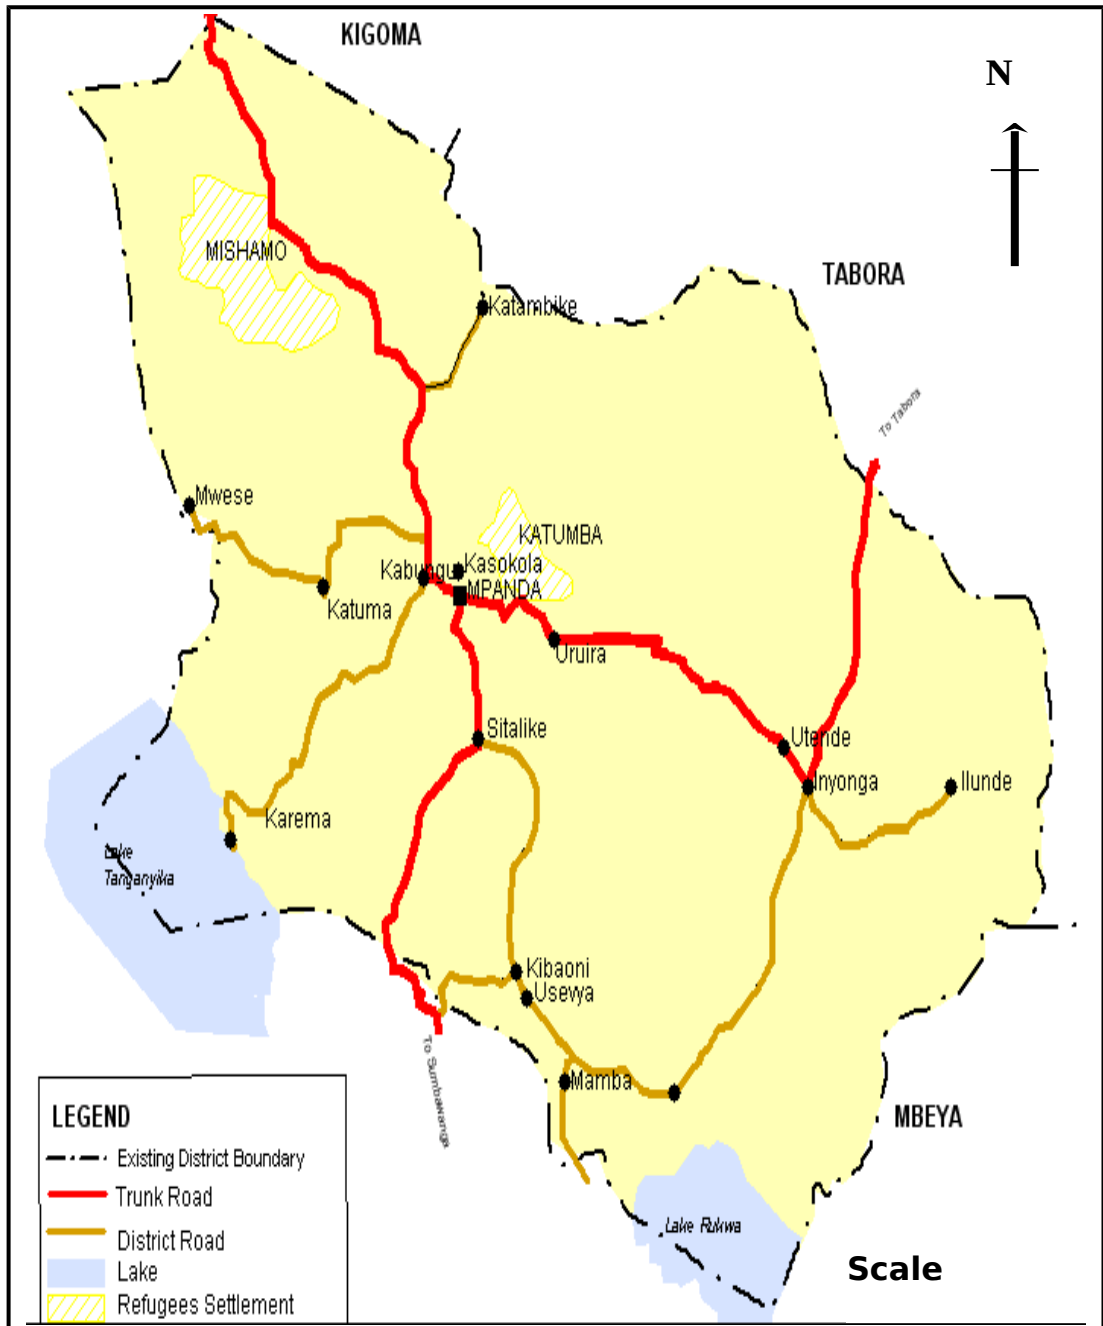 KIGOMA
N
MISHAMO
TABORA
Katambike
To Tabora
Mwese
KATUMBA
Kabungu
Kasokola
MPANDA
Katuma
Uruira
Sitalike
Utende
Inyonga
Ilunde
Karema
Lake
Tanganyika
Kibaoni
Usevya
To Sumbawanga
Mamba
MBEYA
Lake Rukwa
Scale
LEGEND
Existing District Boundary
Trunk Road
District Road
Lake
Refugees Settlement